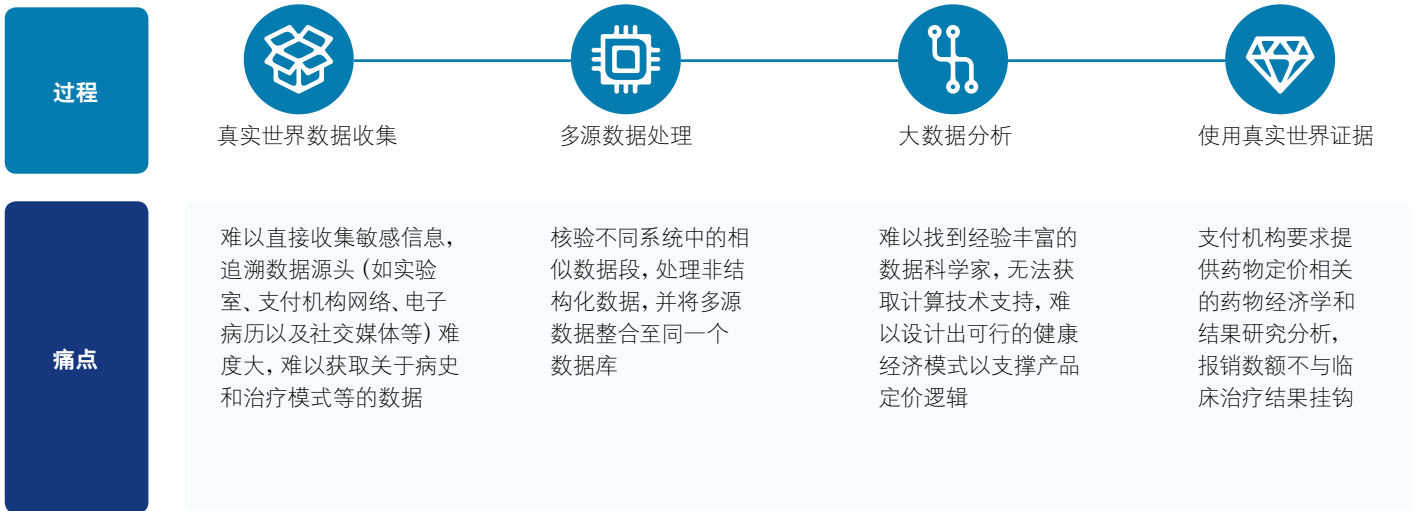 过程
真实世界数据收集
多源数据处理
大数据分析
使用真实世界证据
痛点
难以直接收集敏感信息，
追溯数据源头（如实验
室、支付机构网络、电子
病历以及社交媒体等）难
度大，难以获取关于病史
和治疗模式等的数据
核验不同系统中的相
似数据段，处理非结
构化数据，并将多源
数据整合至同一个
数据库
难以找到经验丰富的
数据科学家，无法获
取计算技术支持，难
以设计出可行的健康
经济模式以支撑产品
定价逻辑
支付机构要求提
供药物定价相关
的药物经济学和
结果研究分析，
报销数额不与临
床治疗结果挂钩